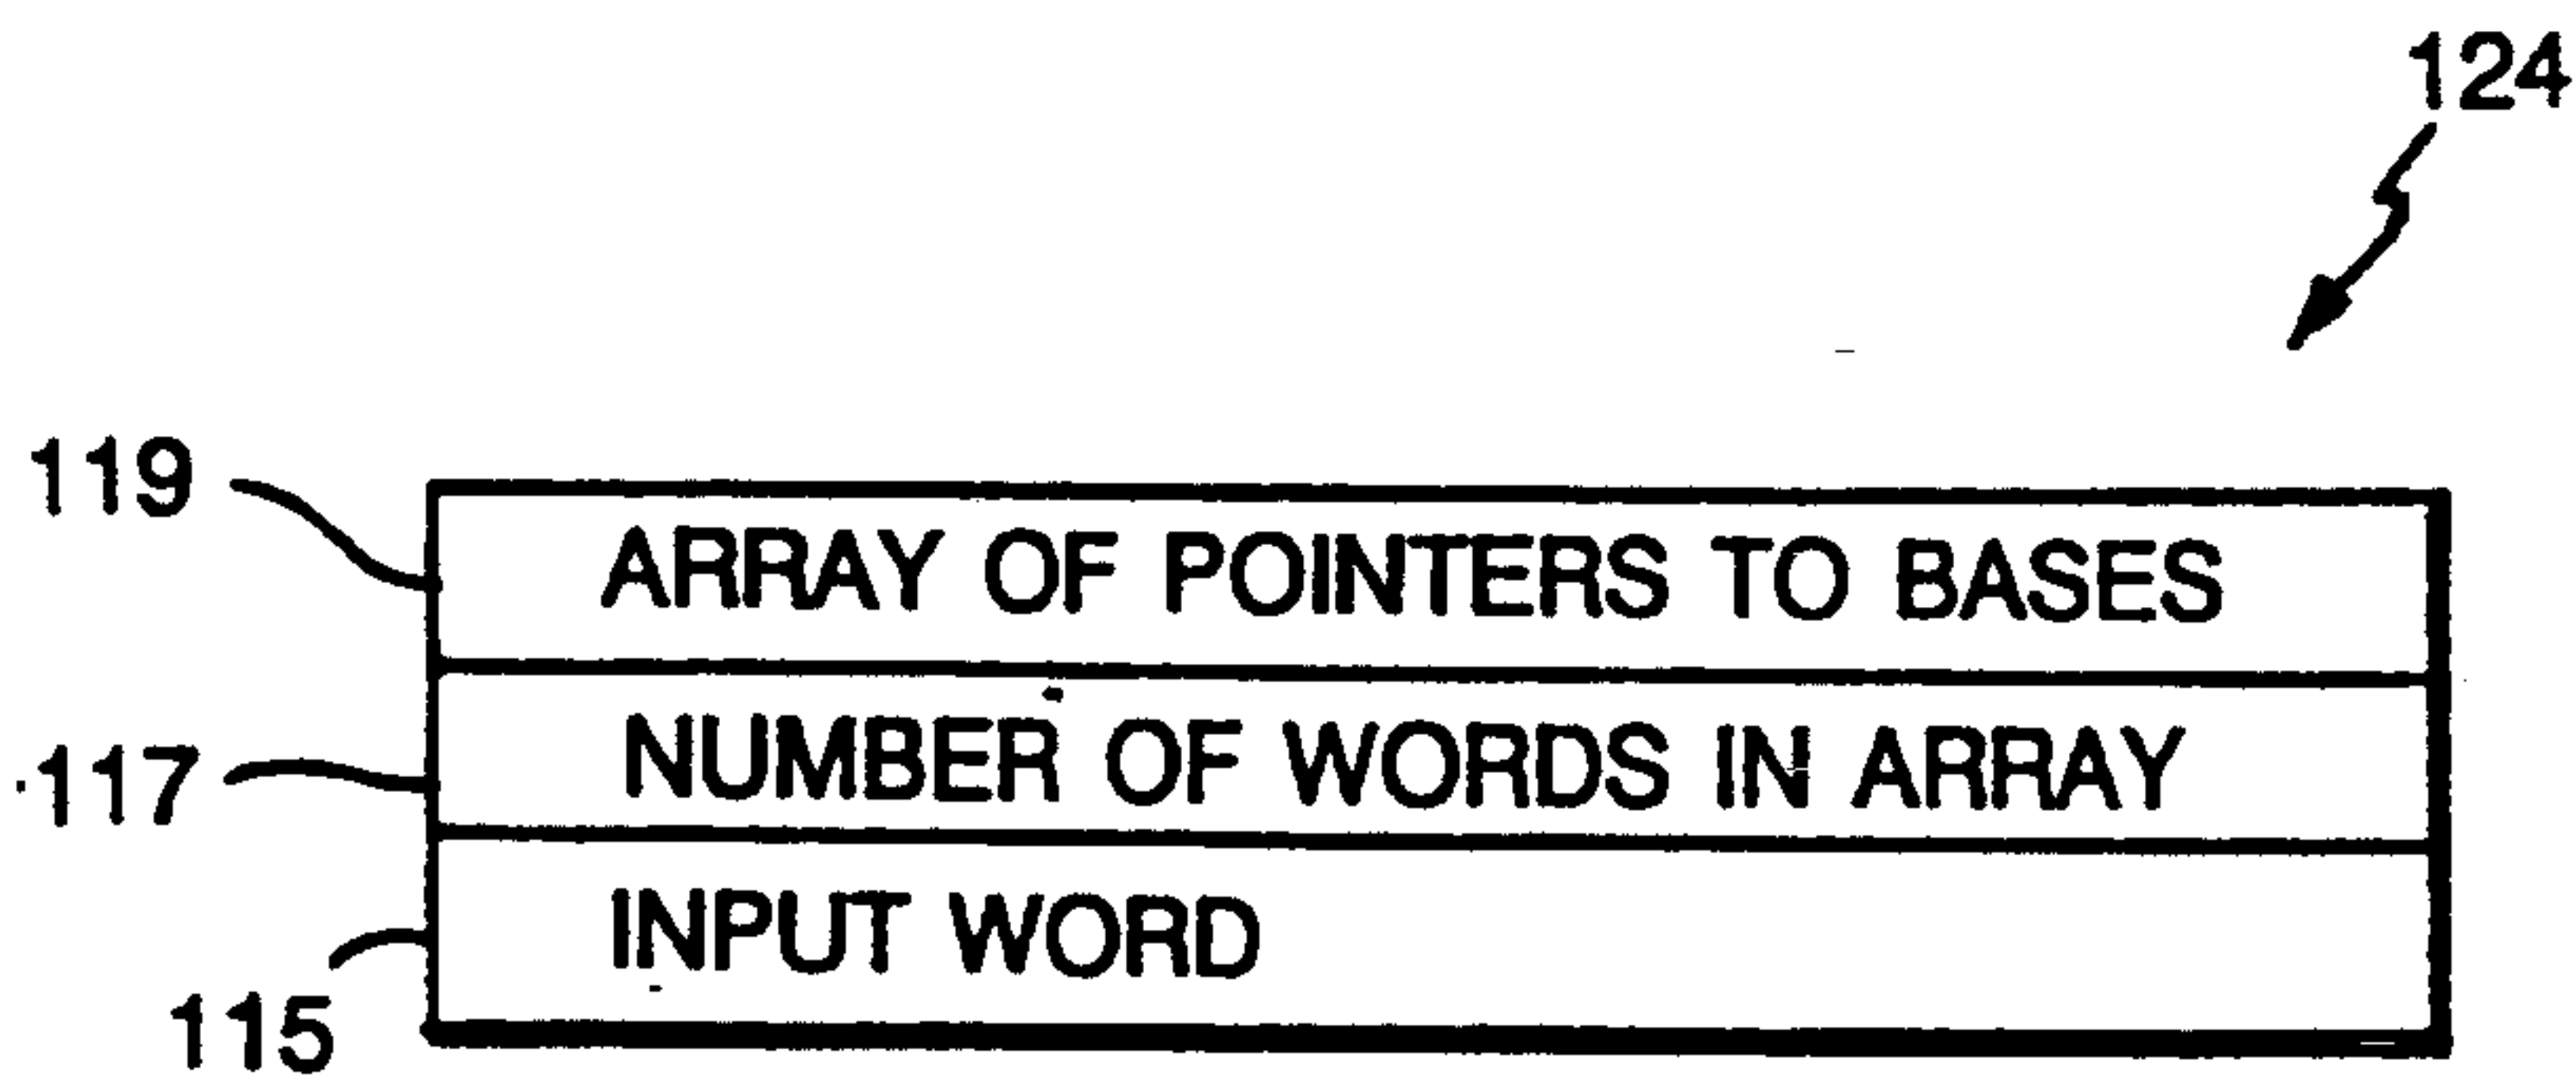 124
119
ARRAY OF POINTERS TO BASES
117
NUMBER OF WORDS IN ARRAY
INPUT WORD
115